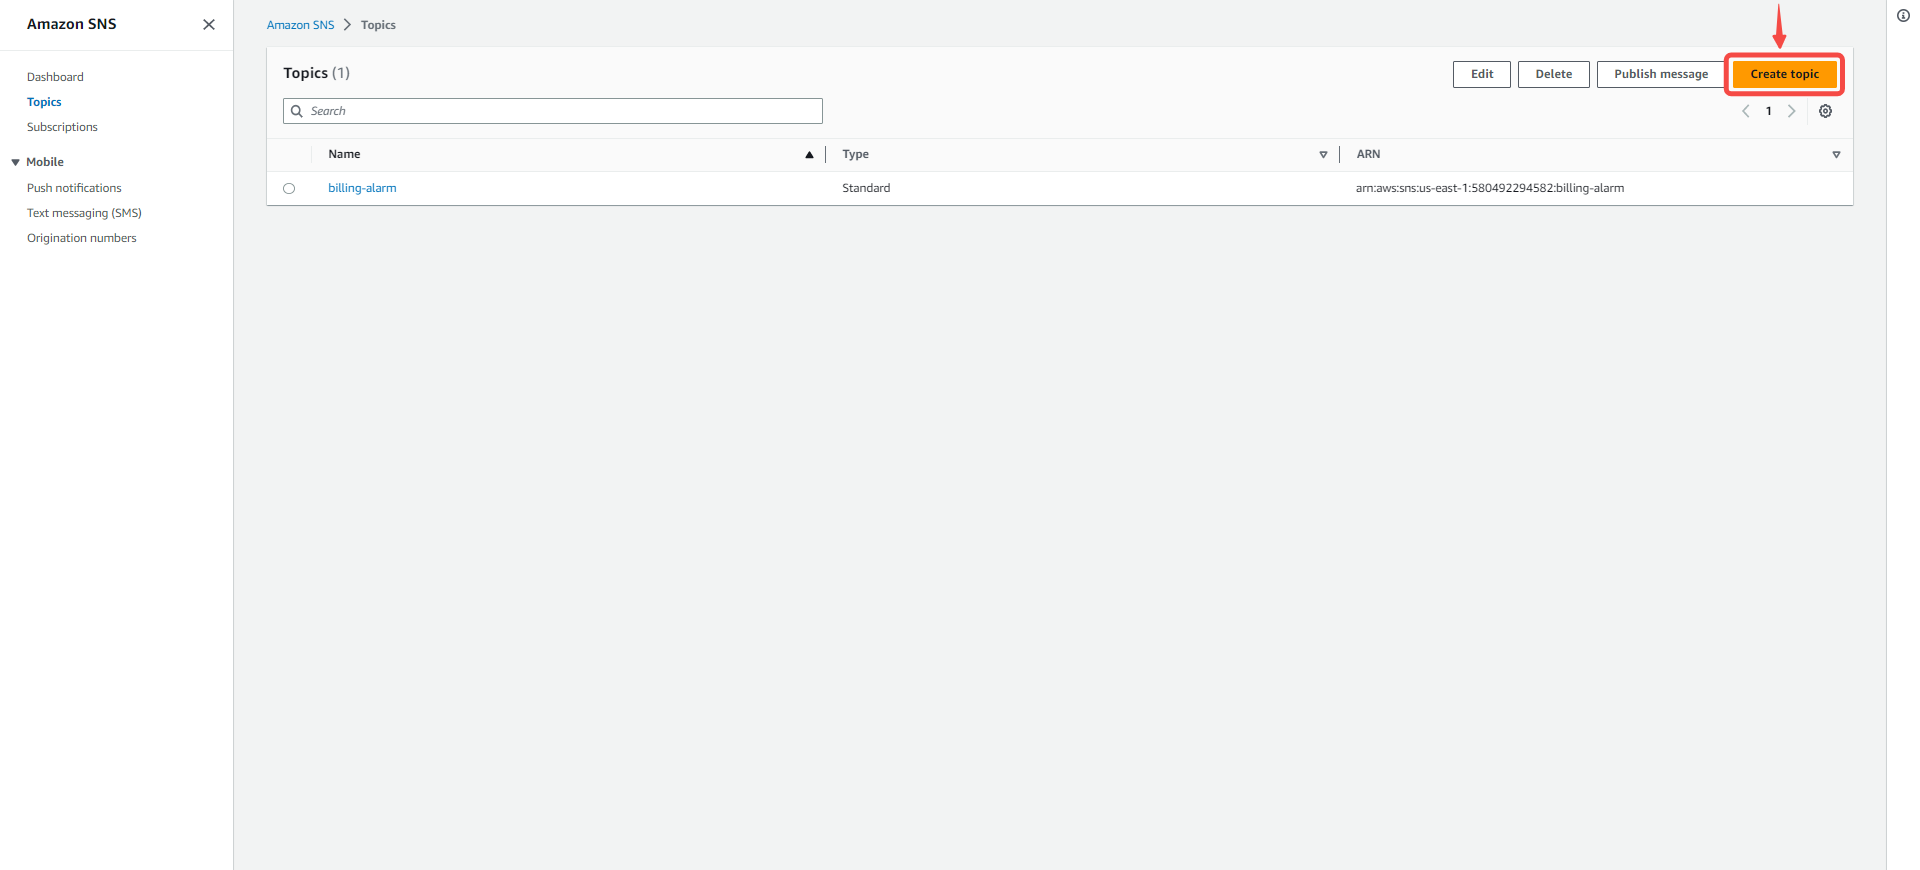 Amazon SNS
Dashboard
Topics
Subscriptions
Mobile
Push notifications
Text messaging (SMS)
Origination numbers
Amazon SNS > Topics
Topics (1)
Edit Delete Publish message Create topic
Search
1
Name Type ARN
billing-alarm Standard arn:aws:sns:us-east-1:580492294582:billing-alarm